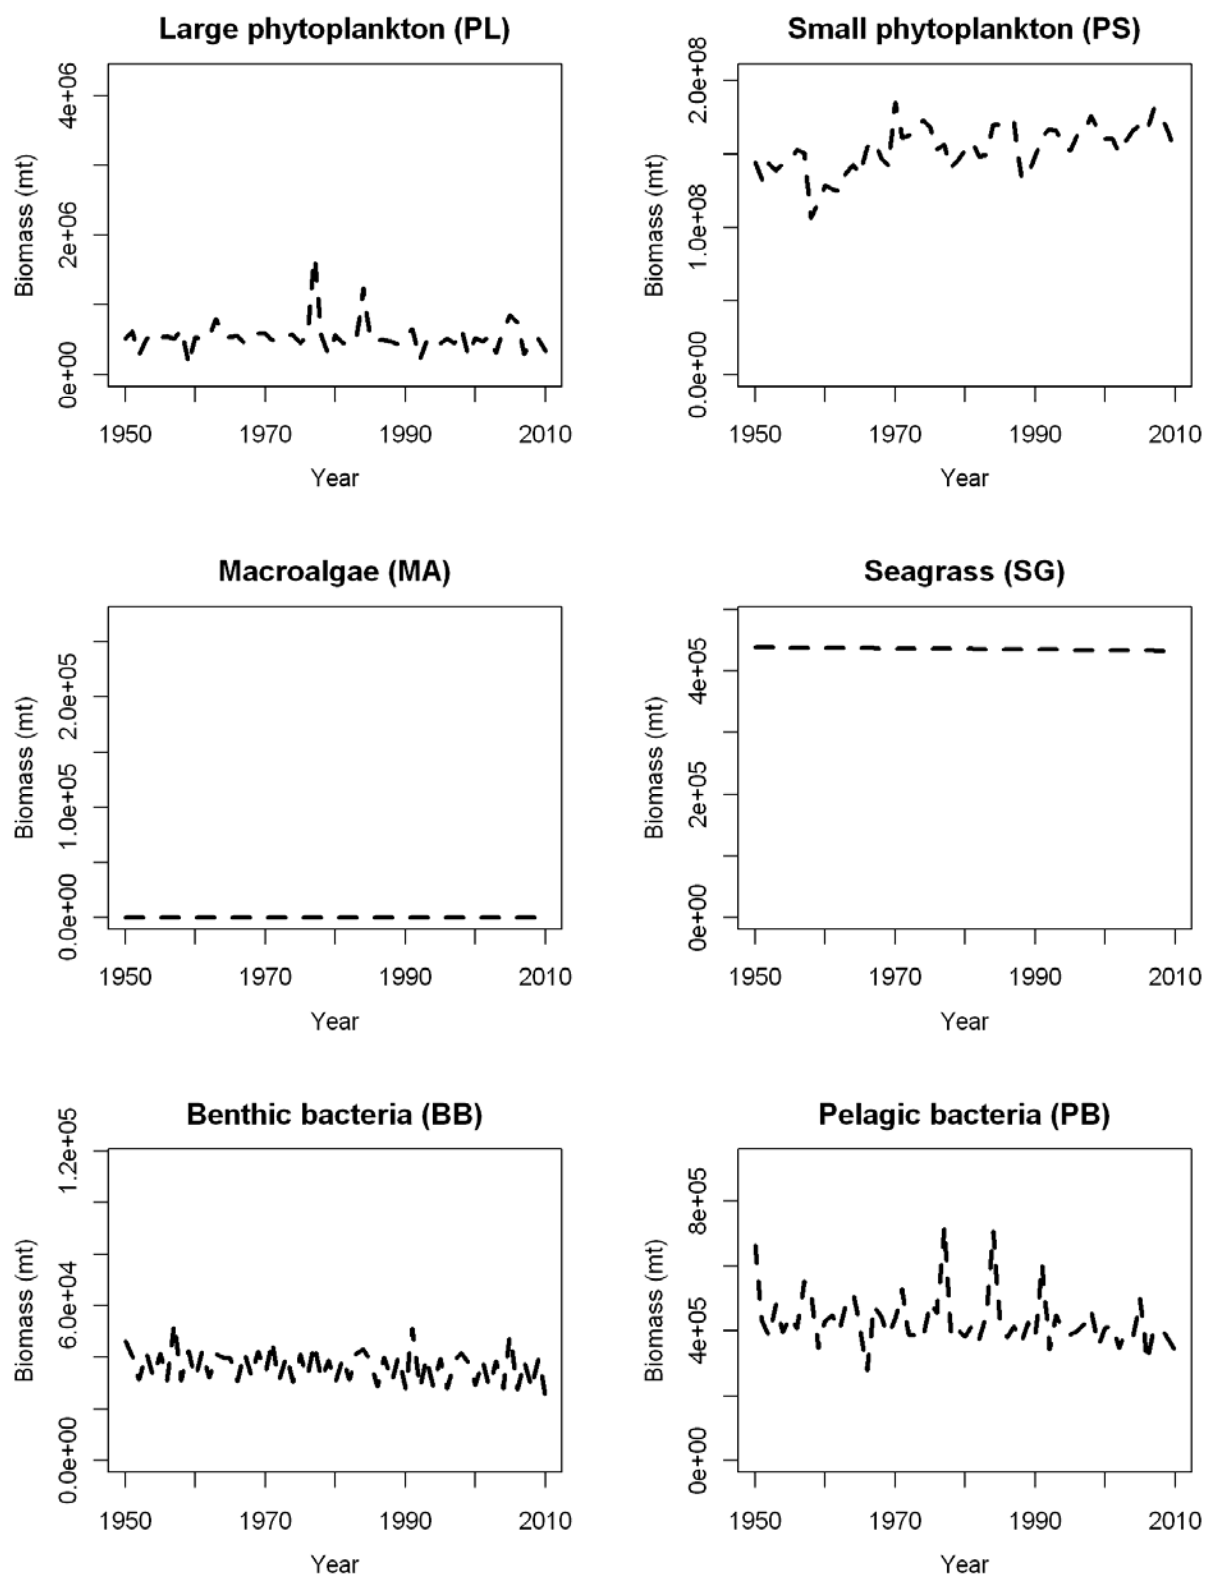 Large phytoplankton (PL)
Biomass (mt)
4e+06
2e+06
0e+00
1950 1970 1990 2010
Year
Small phytoplankton (PS)
Biomass (mt)
2.0e+08
1.0e+08
0.0e+00
1950 1970 1990 2010
Year
Macroalgae (MA)
Biomass (mt)
2.0e+05
1.0e+05
0.0e+00
1950 1970 1990 2010
Year
Seagrass (SG)
Biomass (mt)
4e+05
2e+05
0e+00
1950 1970 1990 2010
Year
Benthic bacteria (BB)
Biomass (mt)
1.2e+05
6.0e+04
0.0e+00
1950 1970 1990 2010
Year
Pelagic bacteria (PB)
Biomass (mt)
8e+05
4e+05
0e+00
1950 1970 1990 2010
Year